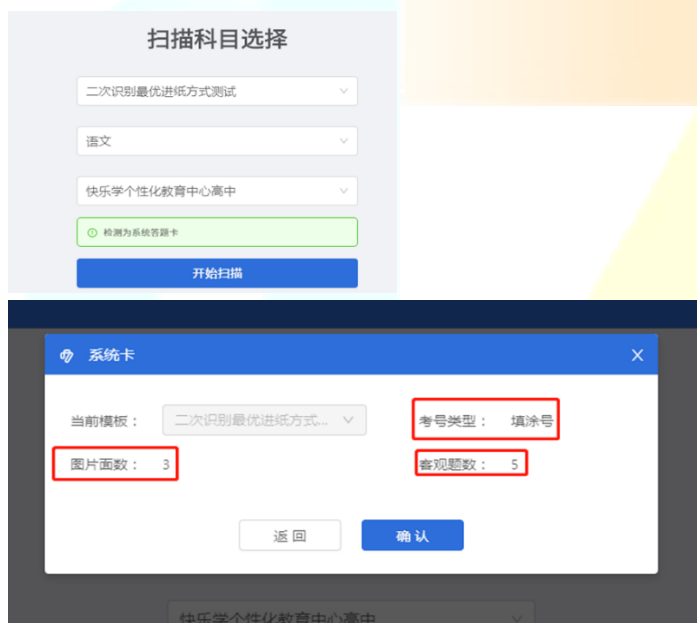 扫描科目选择
二次识别最优进纸方式测试
语文
快乐学个性化教育中心高中
检测为系统答题卡
开始扫描
系统卡
当前模板： 二次识别最优进纸方式... 考号类型： 填涂号
图片面数： 3 客观题数： 5
返回 确认
快乐学个性化教育中心高中